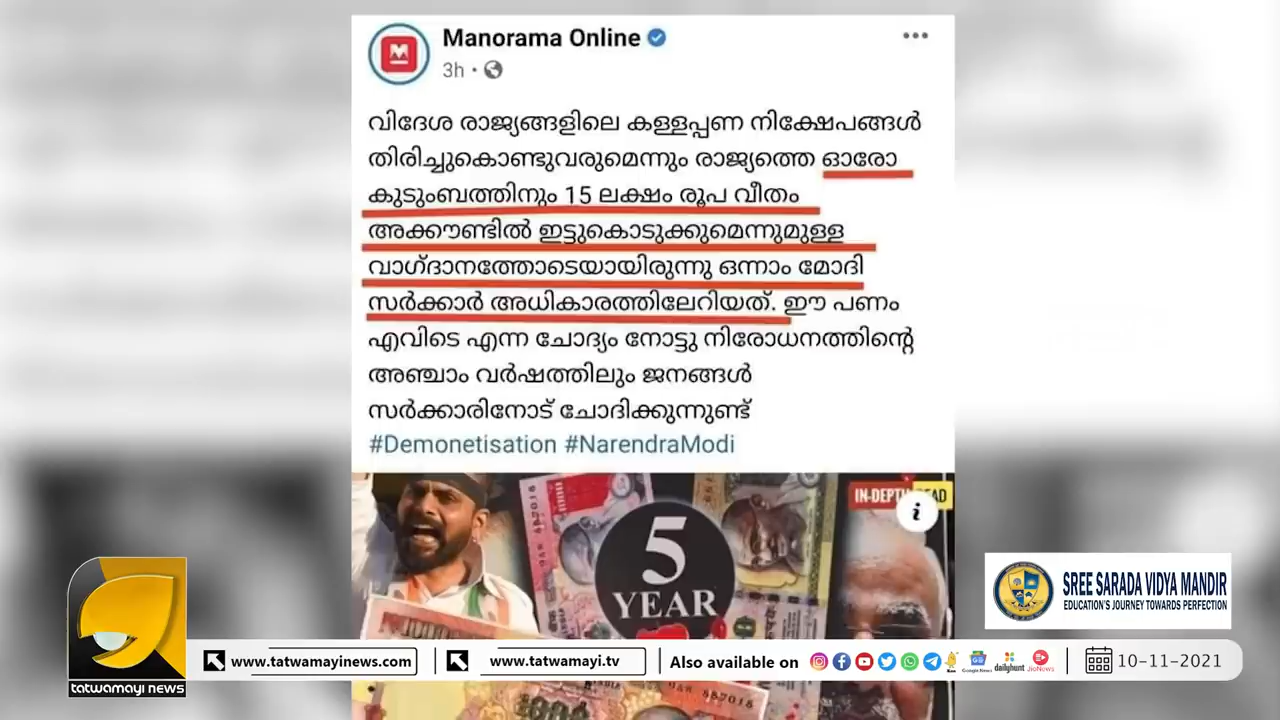 Manorama Online
3h
വിദേശ രാജ്യങ്ങളിലെ കള്ളപ്പണ നിക്ഷേപങ്ങൾ
തിരിച്ചുകൊണ്ടുവരുമെന്നും രാജ്യത്തെ ഓരോ
കുടുംബത്തിനും 15 ലക്ഷം രൂപ വീതം
അക്കൗണ്ടിൽ ഇട്ടുകൊടുക്കുമെന്നുമുള്ള
വാഗ്ദാനത്തോടെയായിരുന്നു ഒന്നാം മോദി
സർക്കാർ അധികാരത്തിലേറിയത്. ഈ പണം
എവിടെ എന്ന ചോദ്യം നോട്ടു നിരോധനത്തിന്റെ
അഞ്ചാം വർഷത്തിലും ജനങ്ങൾ
സർക്കാരിനോട് ചോദിക്കുന്നുണ്ട്
#Demonetisation #NarendraModi
IN-DEPTH
5
YEAR
SREE SARADA VIDYA MANDIR
EDUCATION'S JOURNEY TOWARDS PERFECTION
tatwamayi news
www.tatwamayinews.com
www.tatwamayi.tv
Also available on
Google News
dailyhunt
JioNews
10-11-2021